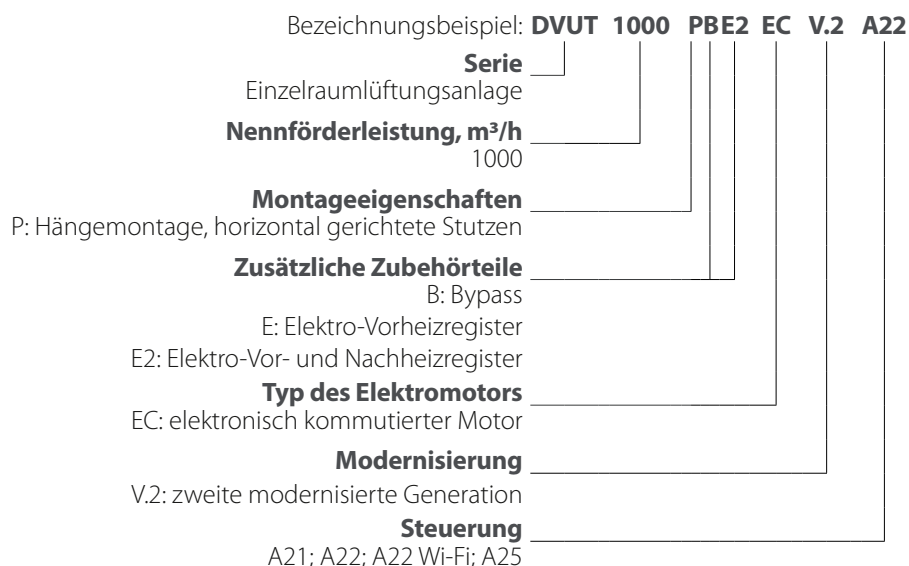 Bezeichnungsbeispiel: DVUT 1000 PBE2 EC V.2 A22
Serie
Einzelraumlüftungsanlage
Nennförderleistung, m³/h
1000
Montageeigenschaften
P: Hängemontage, horizontal gerichtete Stutzen
Zusätzliche Zubehörteile
B: Bypass
E: Elektro-Vorheizregister
E2: Elektro-Vor- und Nachheizregister
Typ des Elektromotors
EC: elektronisch kommutierter Motor
Modernisierung
V.2: zweite modernisierte Generation
Steuerung
A21; A22; A22 Wi-Fi; A25